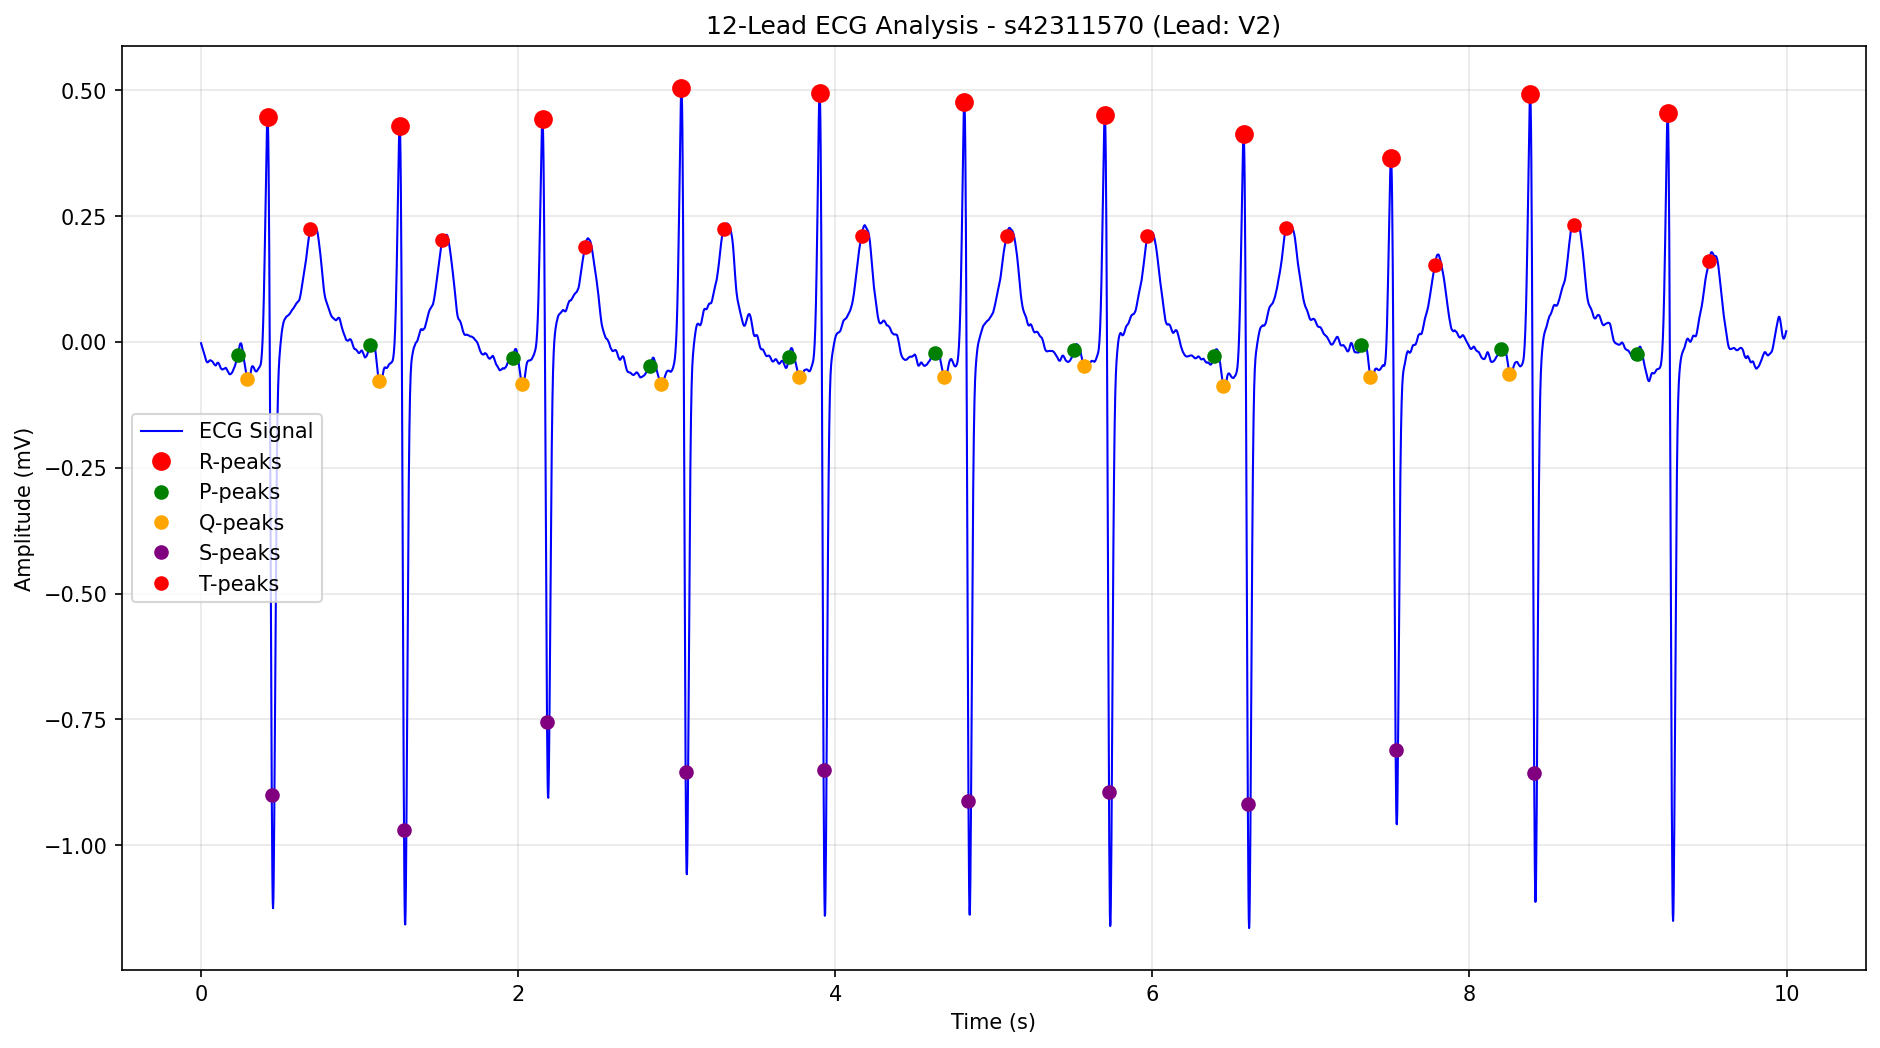 12-Lead ECG Analysis - s42311570 (Lead: V2)
0.50
0.25
0.00
−0.25
−0.50
−0.75
−1.00
Amplitude (mV)
ECG Signal
R-peaks
P-peaks
Q-peaks
S-peaks
T-peaks
0 2 4 6 8 10
Time (s)